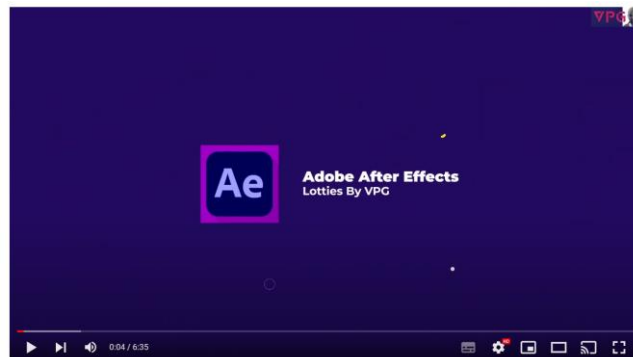 VPG
Ae
Adobe After Effects
Lotties By VPG
0:04 / 6:35